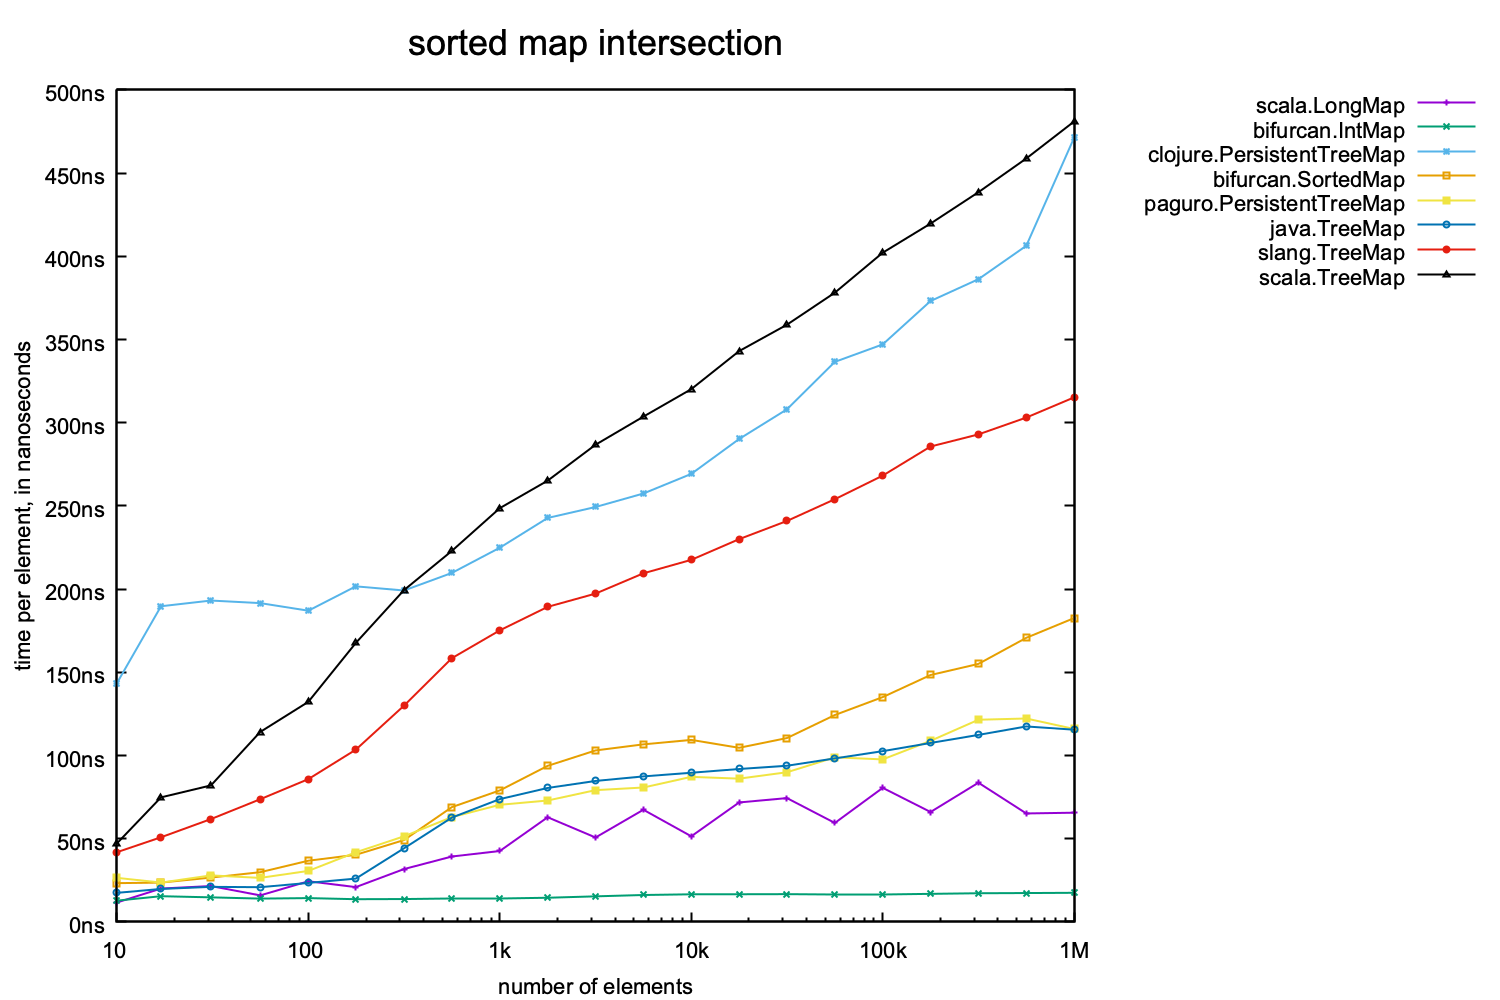 sorted map intersection
500ns
450ns
400ns
350ns
300ns
250ns
200ns
150ns
100ns
50ns
0ns
time per element, in nanoseconds
10
100
1k
10k
100k
1M
number of elements
scala.LongMap
bifurcan.IntMap
clojure.PersistentTreeMap
bifurcan.SortedMap
paguro.PersistentTreeMap
java.TreeMap
slang.TreeMap
scala.TreeMap